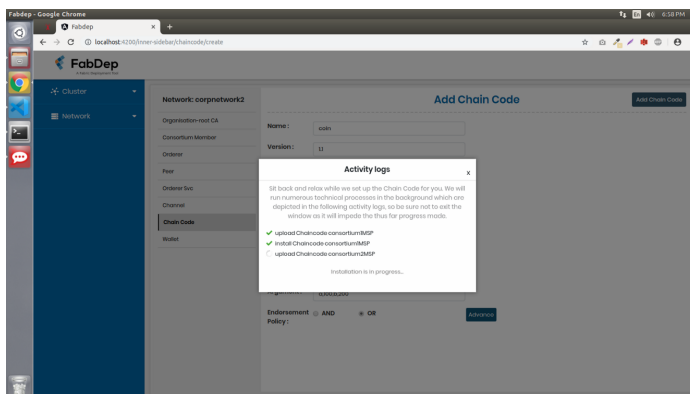 Fabdep - Google Chrome
En 6:58 PM
Fabdep x +
localhost:4200/inner-sidebar/chaincode/create
FabDep
Cluster
Network
Network: corpnetwork2
Organisation-root CA
Consortium Member
Orderer
Peer
Orderer Svc
Channel
Chain Code
Wallet
Add Chain Code
Add Chain Code
Name :
coin
Version :
1.1
Activity logs
x
Sit back and relax while we set up the Chain Code for you. We will
run numerous technical processes in the background which are
depicted in the following activity logs, so be sure not to exit the
window as it will impede the thus far progress made.
upload Chaincode consortium1MSP
install Chaincode consortium1MSP
upload Chaincode consortium2MSP
Installation is in progress...
Endorsement
Policy :
AND OR
Advance